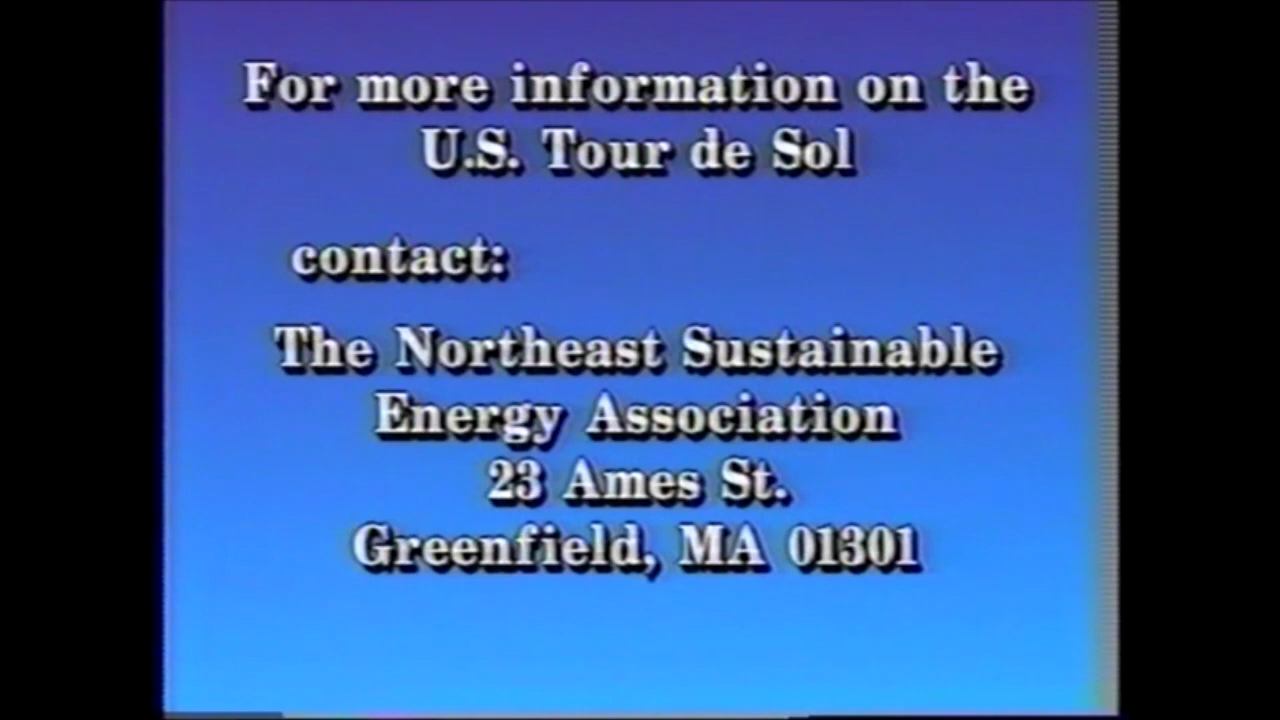 For more information on the
U.S. Tour de Sol
contact:
The Northeast Sustainable
Energy Association
23 Ames St.
Greenfield, MA 01301